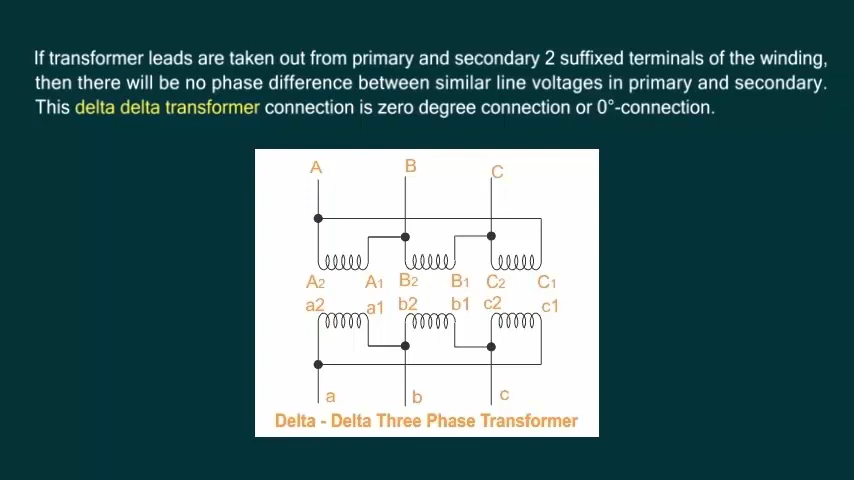 If transformer leads are taken out from primary and secondary 2 suffixed terminals of the winding,
then there will be no phase difference between similar line voltages in primary and secondary.
This delta delta transformer connection is zero degree connection or 0°-connection.
A B C
A2 A1 B2 B1 C2 C1
a2 a1 b2 b1 c2 c1
a b c
Delta - Delta Three Phase Transformer